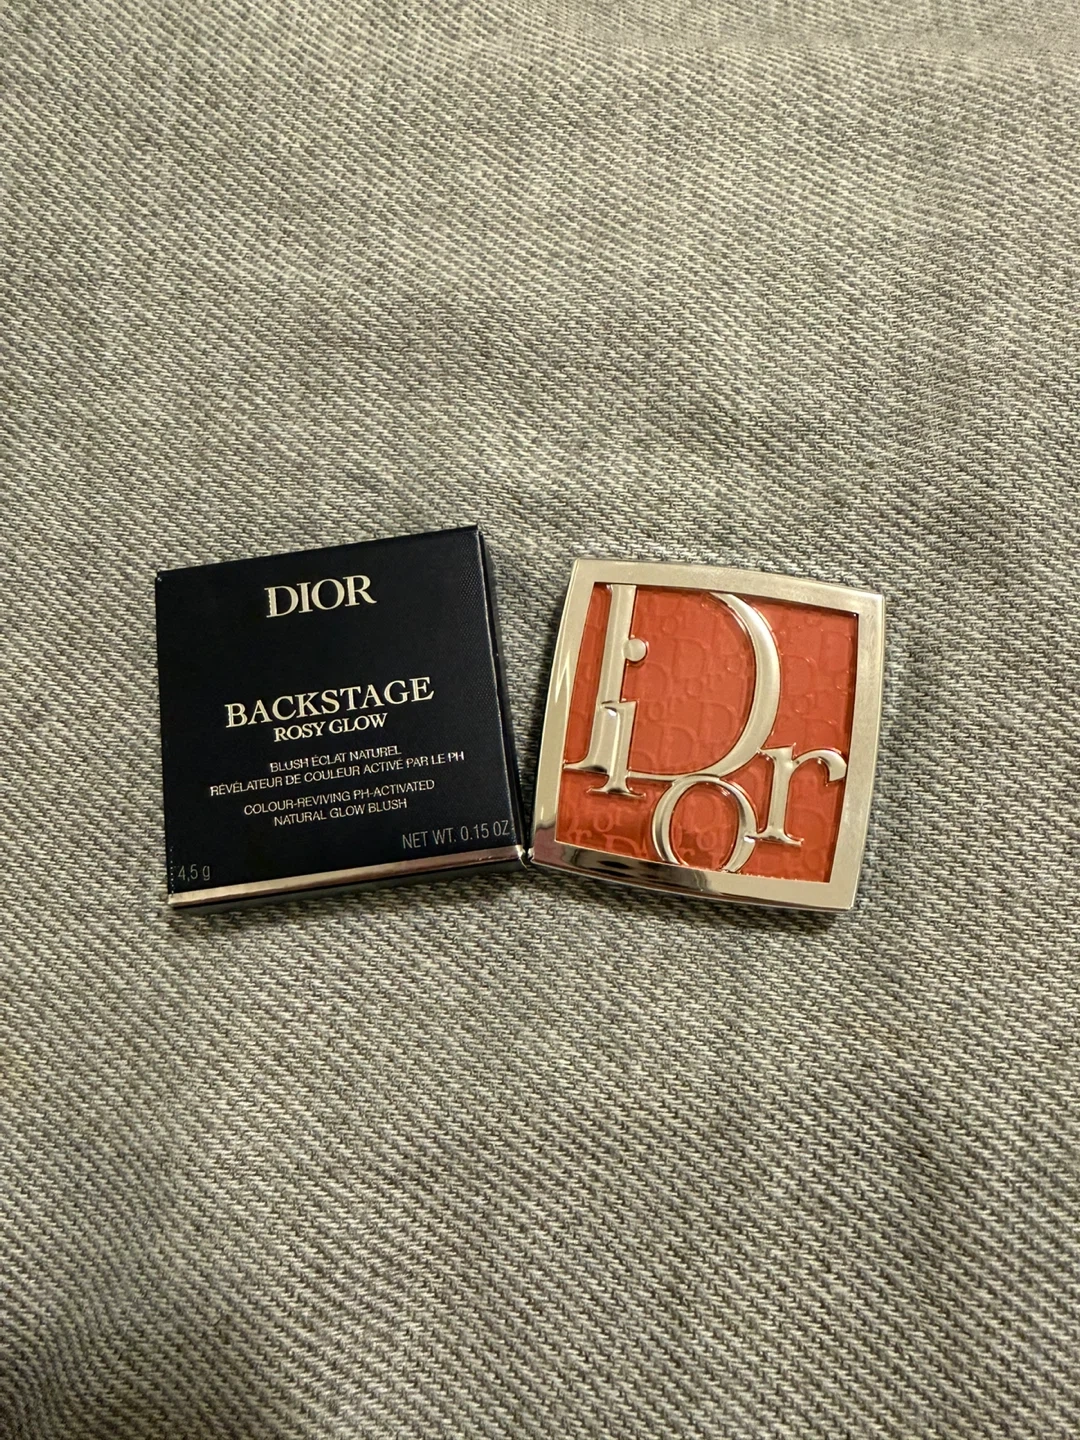 DIOR
BACKSTAGE
ROSY GLOW
BLUSH ÉCLAT NATUREL
RÉVÉLATEUR DE COULEUR ACTIVÉ PAR LE PH
COLOUR-REVIVING PH-ACTIVATED
NATURAL GLOW BLUSH
NET WT. 0.15 OZ
4,5 g
Dior